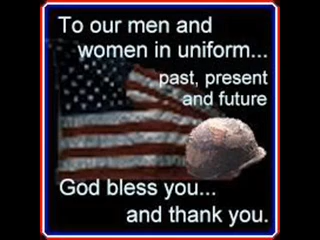 To our men and
women in uniform...
past, present
and future
God bless you...
and thank you.